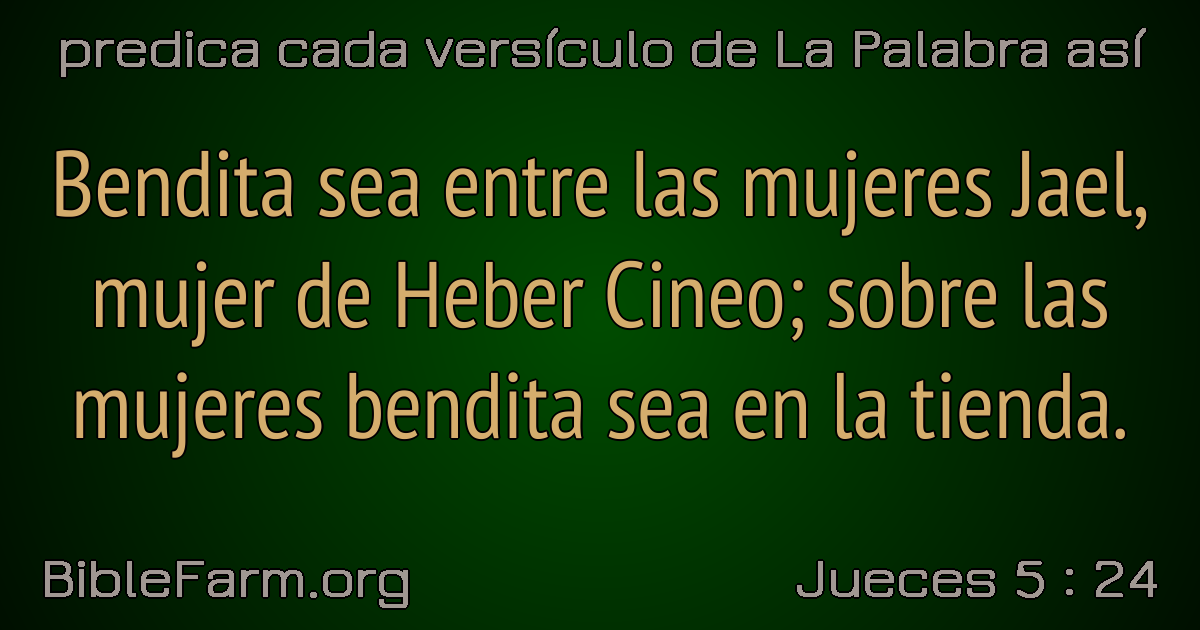 predica cada versículo de La Palabra así
Bendita sea entre las mujeres Jael,
mujer de Heber Cineo; sobre las
mujeres bendita sea en la tienda.
BibleFarm.org
Jueces 5 : 24